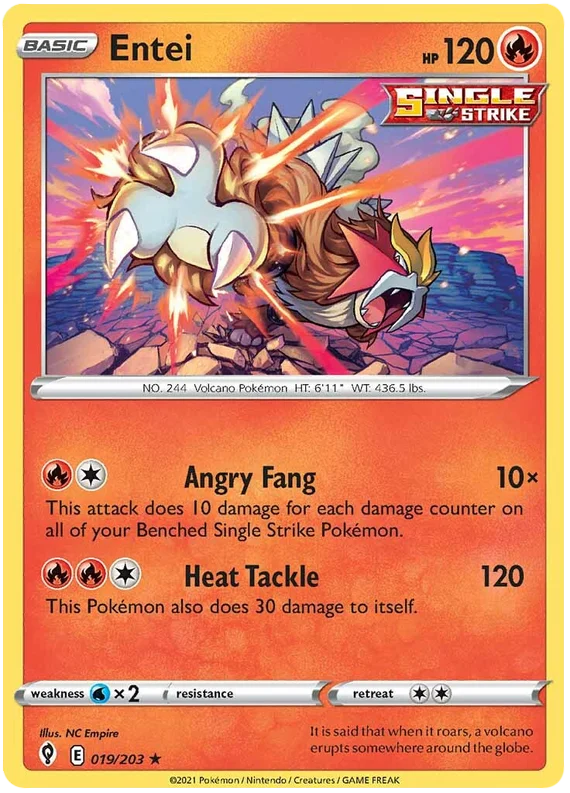 BASIC Entei HP 120
SINGLE
STRIKE
NO. 244 Volcano Pokémon HT: 6'11" WT: 436.5 lbs.
Angry Fang 10×
This attack does 10 damage for each damage counter on
all of your Benched Single Strike Pokémon.
Heat Tackle 120
This Pokémon also does 30 damage to itself.
weakness ×2 resistance retreat
Illus. NC Empire
It is said that when it roars, a volcano
erupts somewhere around the globe.
E 019/203 ★
©2021 Pokémon / Nintendo / Creatures / GAME FREAK